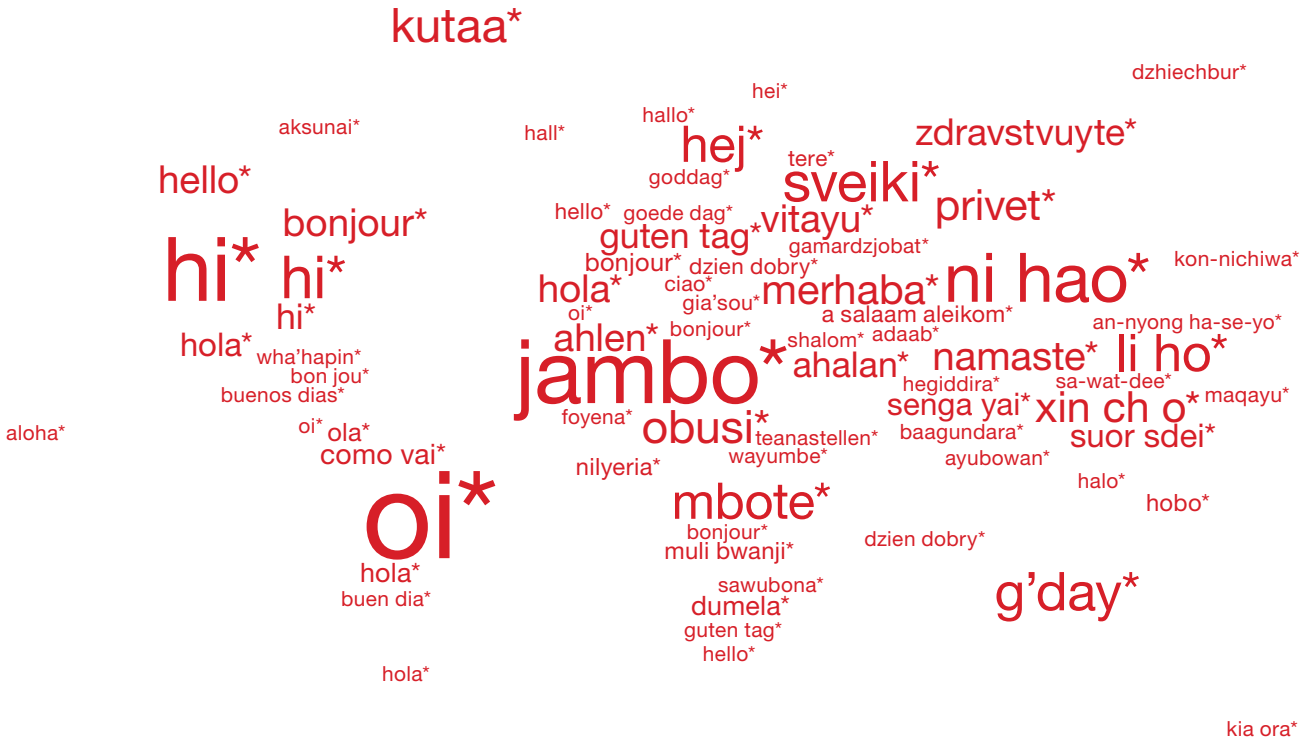 kutaa*
dzhiechbur*
hei*
hallo*
aksunai*
hall*
zdravstvuyte*
hej*
tere*
hello*
goddag*
sveiki*
privet*
hello*
goede dag*
vitayu*
bonjour*
guten tag*
gamardzjobat*
hi*
hi*
bonjour*
dzien dobry*
ni hao*
kon-nichiwa*
hola*
ciao*
merhaba*
gia'sou*
hi*
oi*
a salaam aleikom*
an-nyong ha-se-yo*
ahlen*
bonjour*
shalom*
adaab*
hola*
wha'hapin*
jambo*
ahalan*
namaste*
li ho*
bon jou*
hegiddira*
sa-wat-dee*
buenos dias*
maqayu*
foyena*
senga yai*
xin ch o*
aloha*
oi*
ola*
obusi*
teanastellen*
baagundara*
suor sdei*
como vai*
wayumbe*
ayubowan*
nilyeria*
halo*
oi*
mbote*
hobo*
bonjour*
dzien dobry*
muli bwanji*
hola*
sawubona*
g'day*
buen dia*
dumela*
guten tag*
hello*
hola*
kia ora*